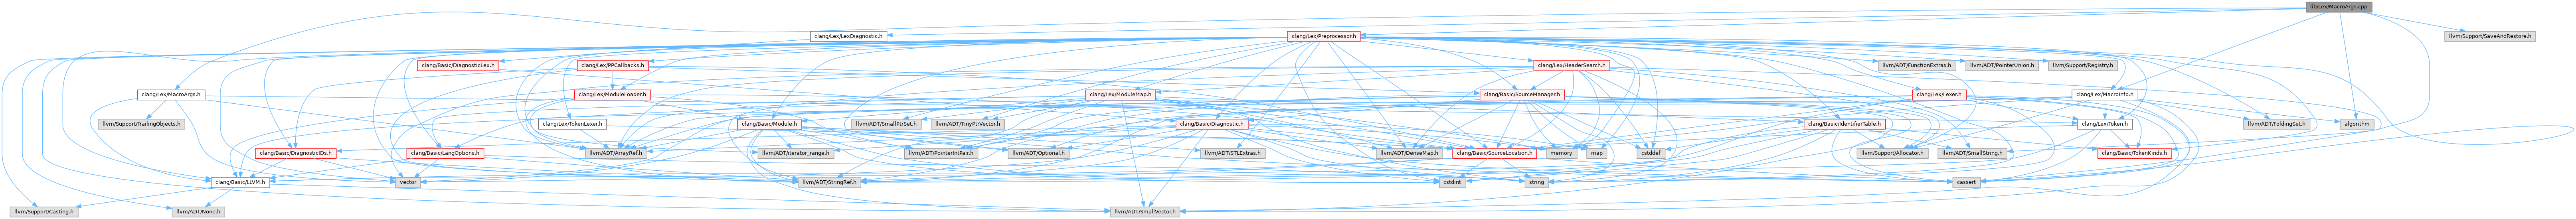 lib/Lex/MacroArgs.cpp
clang/Lex/LexDiagnostic.h
clang/Lex/Preprocessor.h
llvm/Support/SaveAndRestore.h
clang/Basic/DiagnosticLex.h
clang/Lex/PPCallbacks.h
clang/Lex/HeaderSearch.h
llvm/ADT/FunctionExtras.h
llvm/ADT/PointerUnion.h
llvm/Support/Registry.h
clang/Lex/MacroArgs.h
clang/Lex/ModuleLoader.h
clang/Lex/ModuleMap.h
clang/Basic/SourceManager.h
clang/Lex/Lexer.h
clang/Lex/MacroInfo.h
llvm/Support/TrailingObjects.h
clang/Lex/TokenLexer.h
clang/Basic/Module.h
llvm/ADT/SmallPtrSet.h
llvm/ADT/TinyPtrVector.h
clang/Basic/Diagnostic.h
clang/Basic/IdentifierTable.h
clang/Lex/Token.h
llvm/ADT/FoldingSet.h
algorithm
clang/Basic/DiagnosticIDs.h
clang/Basic/LangOptions.h
llvm/ADT/ArrayRef.h
llvm/ADT/iterator_range.h
llvm/ADT/PointerIntPair.h
llvm/ADT/Optional.h
llvm/ADT/STLExtras.h
llvm/ADT/DenseMap.h
clang/Basic/SourceLocation.h
memory
map
cstddef
llvm/Support/Allocator.h
llvm/ADT/SmallString.h
clang/Basic/TokenKinds.h
clang/Basic/LLVM.h
vector
llvm/ADT/StringRef.h
cstdint
string
cassert
llvm/Support/Casting.h
llvm/ADT/None.h
llvm/ADT/SmallVector.h